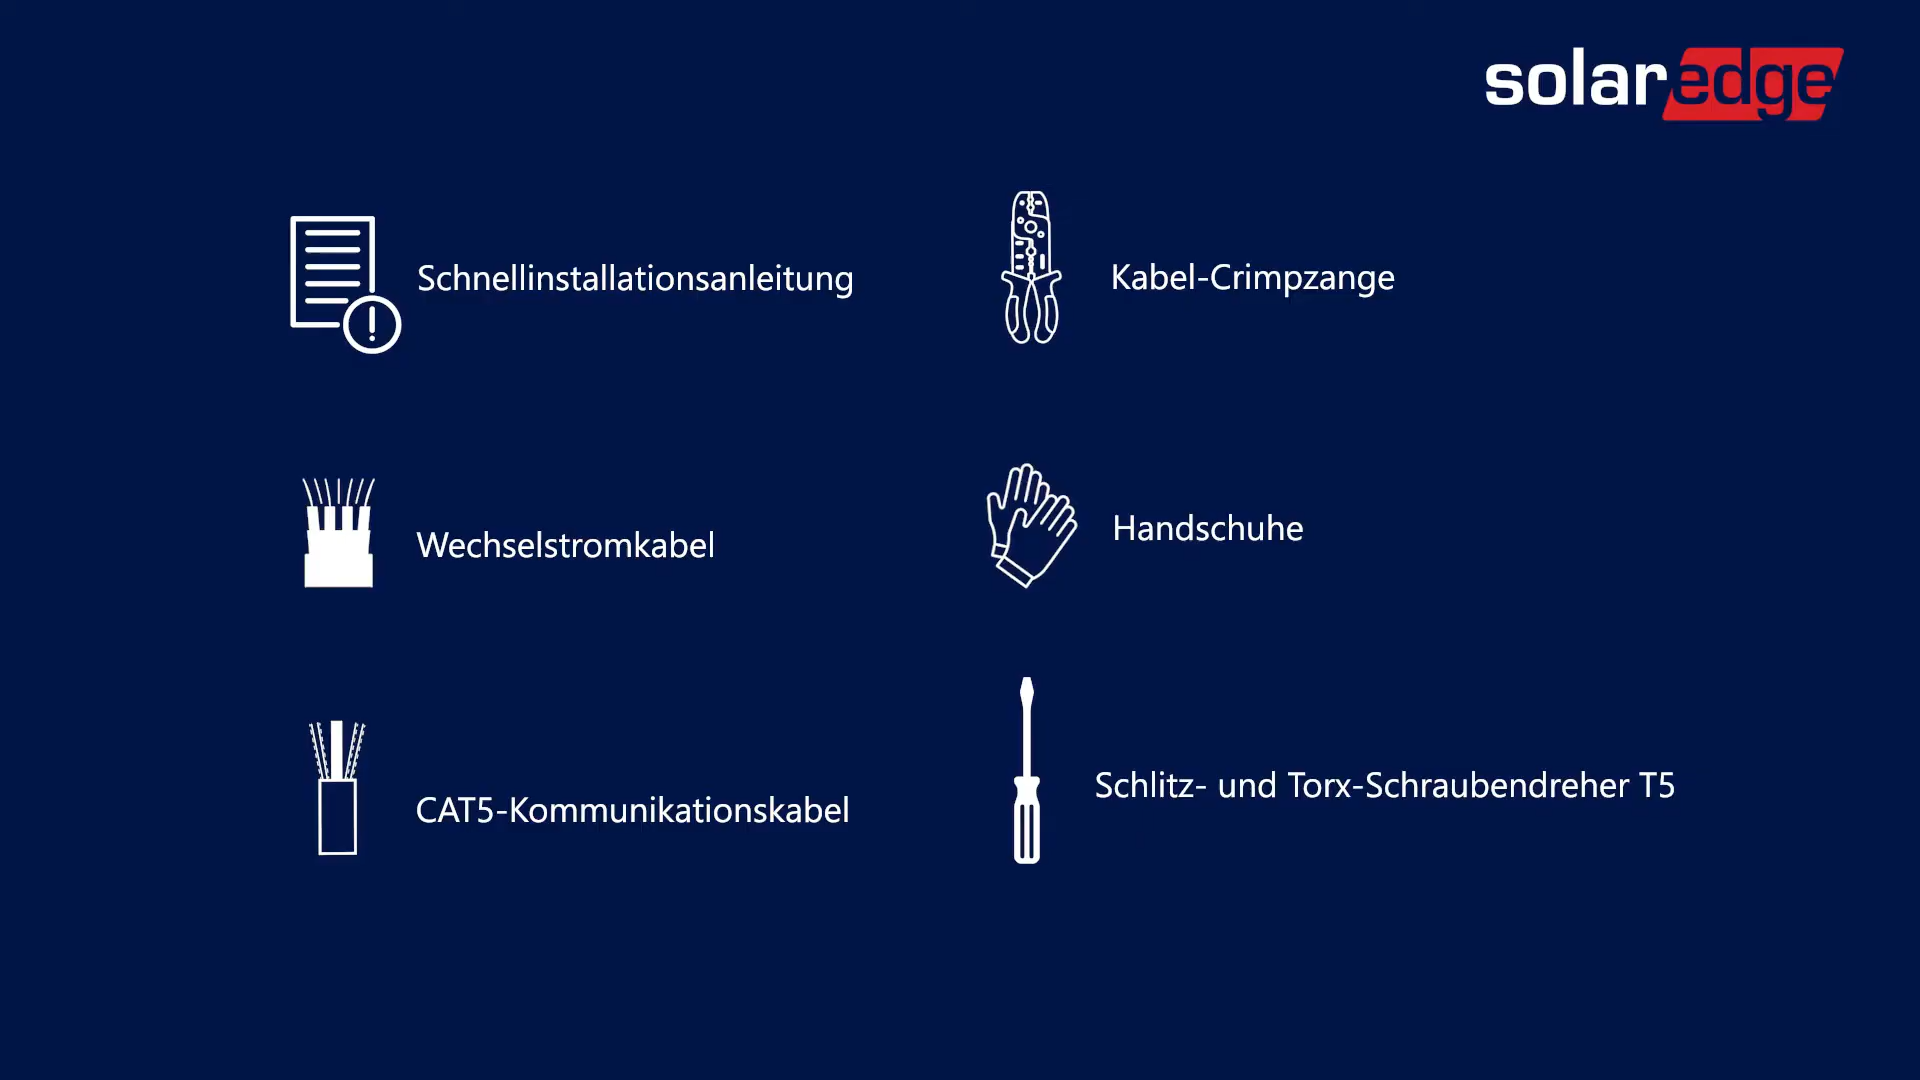 solaredge
Schnellinstallationsanleitung
Kabel-Crimpzange
Wechselstromkabel
Handschuhe
CAT5-Kommunikationskabel
Schlitz- und Torx-Schraubendreher T5